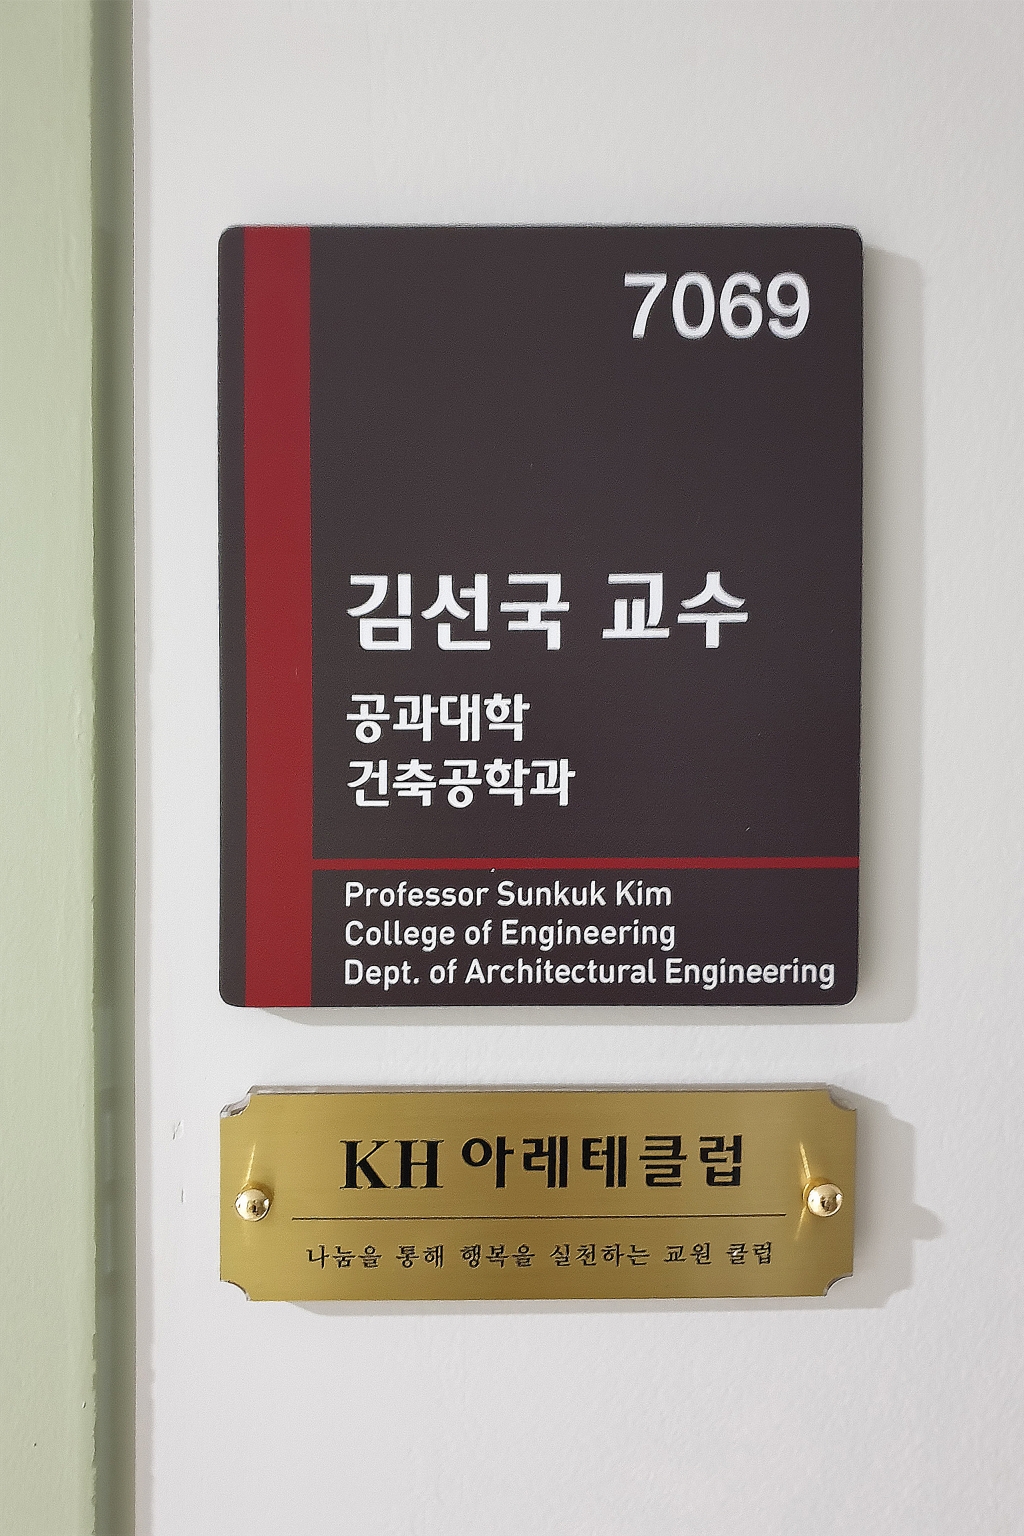 7069
김선국 교수
공과대학
건축공학과
Professor Sunkuk Kim
College of Engineering
Dept. of Architectural Engineering
KH 아레테클럽
나눔을 통해 행복을 실천하는 교원 클럽